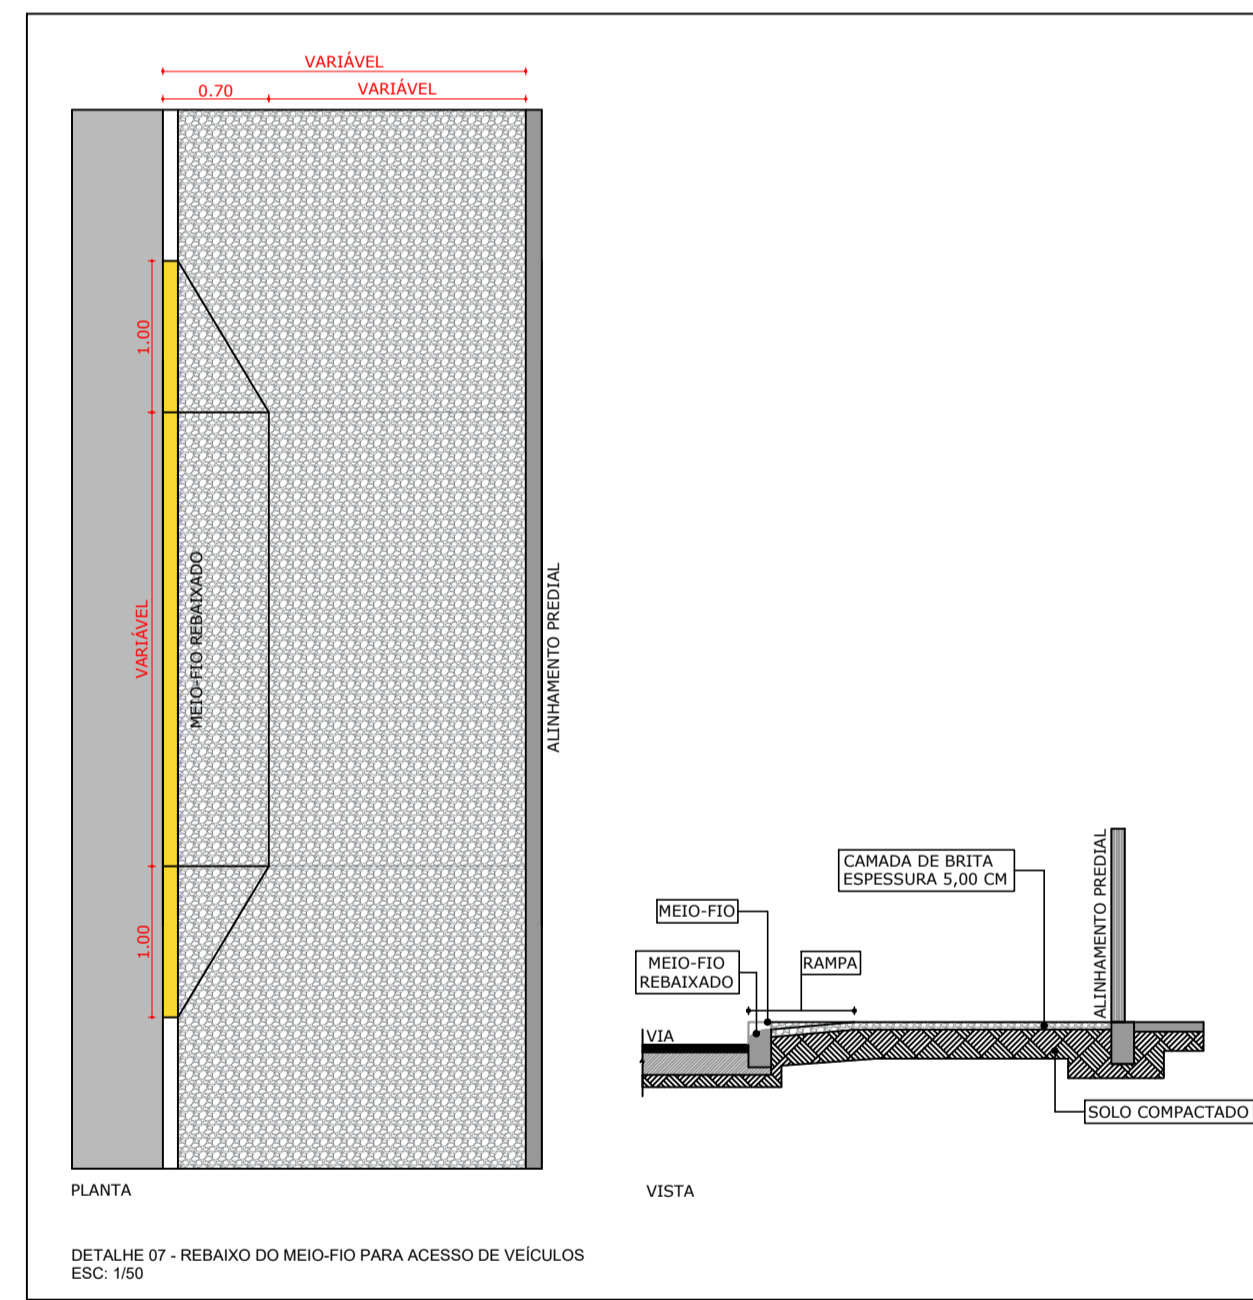 VARIÁVEL
0.70
VARIÁVEL
1.00
VARIÁVEL
1.00
MEIO-FIO REBAIXADO
ALINHAMENTO PREDIAL
PLANTA
CAMADA DE BRITA
ESPESSURA 5,00 CM
MEIO-FIO
MEIO-FIO
REBAIXADO
RAMPA
ALINHAMENTO PREDIAL
VIA
SOLO COMPACTADO
VISTA
DETALHE 07 - REBAIXO DO MEIO-FIO PARA ACESSO DE VEÍCULOS
ESC: 1/50